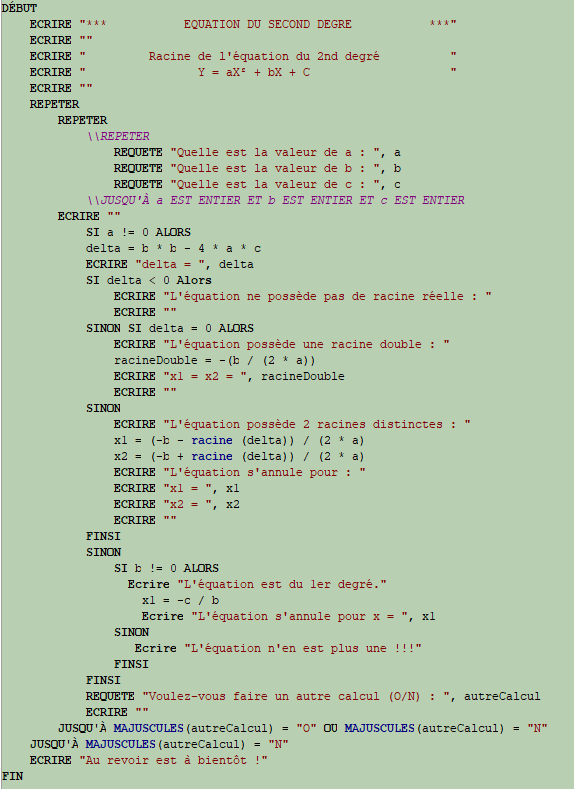 DÉBUT
ECRIRE "*** EQUATION DU SECOND DEGRE ***"
ECRIRE ""
ECRIRE " Racine de l'équation du 2nd degré "
ECRIRE " Y = aX² + bX + C "
ECRIRE ""
REPETER
REPETER
\\REPETER
REQUETE "Quelle est la valeur de a : ", a
REQUETE "Quelle est la valeur de b : ", b
REQUETE "Quelle est la valeur de c : ", c
\\JUSQU'À a EST ENTIER ET b EST ENTIER ET c EST ENTIER
ECRIRE ""
SI a != 0 ALORS
delta = b * b - 4 * a * c
ECRIRE "delta = ", delta
SI delta < 0 Alors
ECRIRE "L'équation ne possède pas de racine réelle : "
ECRIRE ""
SINON SI delta = 0 ALORS
ECRIRE "L'équation possède une racine double : "
racineDouble = -(b / (2 * a))
ECRIRE "x1 = x2 = ", racineDouble
ECRIRE ""
SINON
ECRIRE "L'équation possède 2 racines distinctes : "
x1 = (-b - racine (delta)) / (2 * a)
x2 = (-b + racine (delta)) / (2 * a)
ECRIRE "L'équation s'annule pour : "
ECRIRE "x1 = ", x1
ECRIRE "x2 = ", x2
ECRIRE ""
FINSI
SINON
SI b != 0 ALORS
Ecrire "L'équation est du 1er degré."
x1 = -c / b
Ecrire "L'équation s'annule pour x = ", x1
SINON
Ecrire "L'équation n'en est plus une !!!"
FINSI
FINSI
REQUETE "Voulez-vous faire un autre calcul (O/N) : ", autreCalcul
ECRIRE ""
JUSQU'À MAJUSCULES(autreCalcul) = "O" OU MAJUSCULES(autreCalcul) = "N"
JUSQU'À MAJUSCULES(autreCalcul) = "N"
ECRIRE "Au revoir est à bientôt !"
FIN